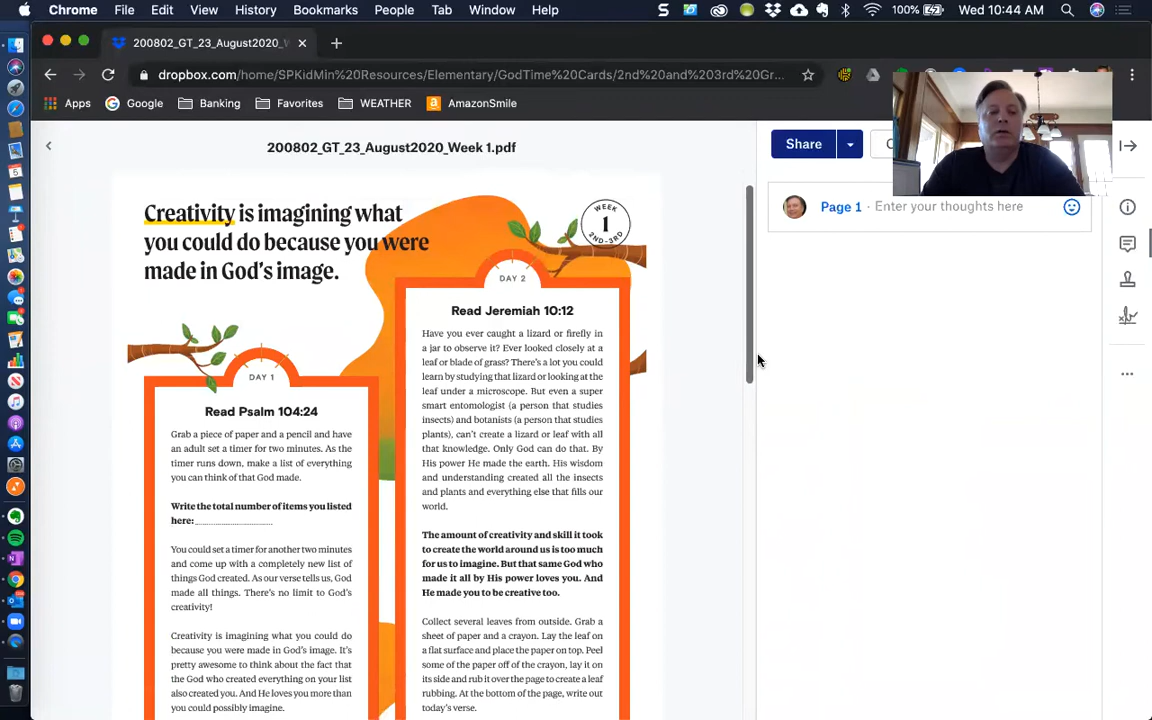 Chrome File Edit View History Bookmarks People Tab Window Help 100% Wed 10:44 AM
200802_GT_23_August2020_W
dropbox.com/home/SPKidMin%20Resources/Elementary/GodTime%20Cards/2nd%20and%203rd%20Gr...
Apps Google Banking Favorites WEATHER AmazonSmile
200802_GT_23_August2020_Week 1.pdf
Share
Page 1 · Enter your thoughts here
Creativity is imagining what
you could do because you were
made in God's image.
WEEK
1
2ND-3RD
DAY 1
Read Psalm 104:24
Grab a piece of paper and a pencil and have
an adult set a timer for two minutes. As the
timer runs down, make a list of everything
you can think of that God made.
Write the total number of items you listed
here:
You could set a timer for another two minutes
and come up with a completely new list of
things God created. As our verse tells us, God
made all things. There's no limit to God's
creativity!
Creativity is imagining what you could do
because you were made in God's image. It's
pretty awesome to think about the fact that
the God who created everything on your list
also created you. And He loves you more than
you could possibly imagine.
DAY 2
Read Jeremiah 10:12
Have you ever caught a lizard or firefly in
a jar to observe it? Ever looked closely at a
leaf or blade of grass? There's a lot you could
learn by studying that lizard or looking at the
leaf under a microscope. But even a super
smart entomologist (a person that studies
insects) and botanists (a person that studies
plants), can't create a lizard or leaf with all
that knowledge. Only God can do that. By
His power He made the earth. His wisdom
and understanding created all the insects
and plants and everything else that fills our
world.
The amount of creativity and skill it took
to create the world around us is too much
for us to imagine. But that same God who
made it all by His power loves you. And
He made you to be creative too.
Collect several leaves from outside. Grab a
sheet of paper and a crayon. Lay the leaf on
a flat surface and place the paper on top. Peel
some of the paper off of the crayon, lay it on
its side and rub it over the page to create a leaf
rubbing. At the bottom of the page, write out
today's verse.